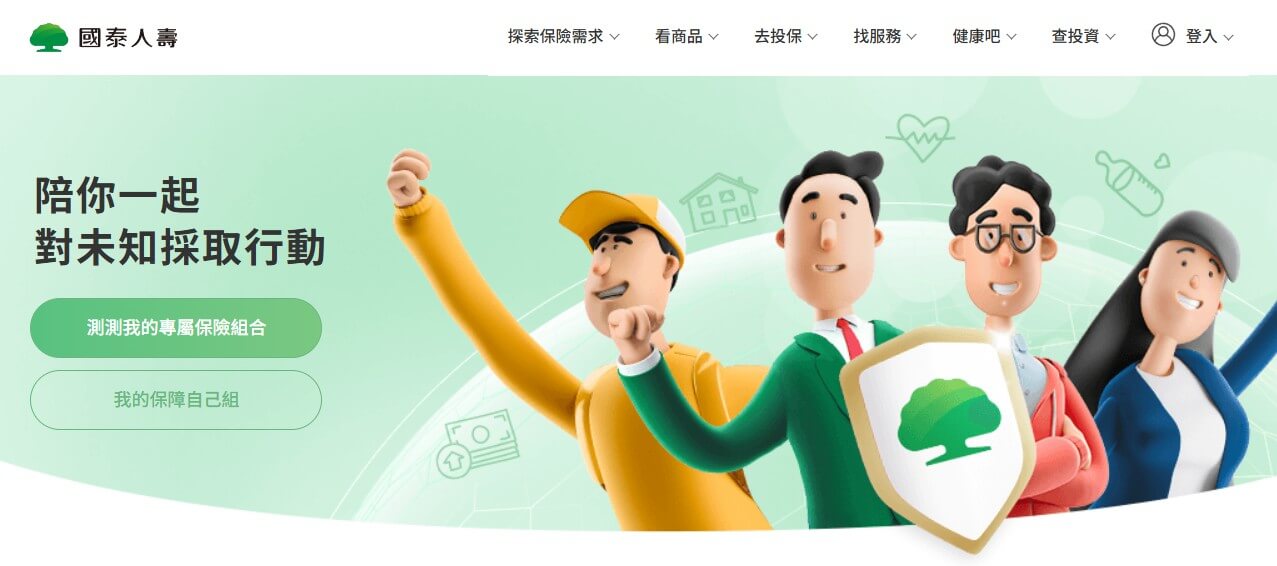 國泰人壽
探索保險需求
看商品
去投保
找服務
健康吧
查投資
登入
陪你一起
對未知採取行動
測測我的專屬保險組合
我的保障自己組